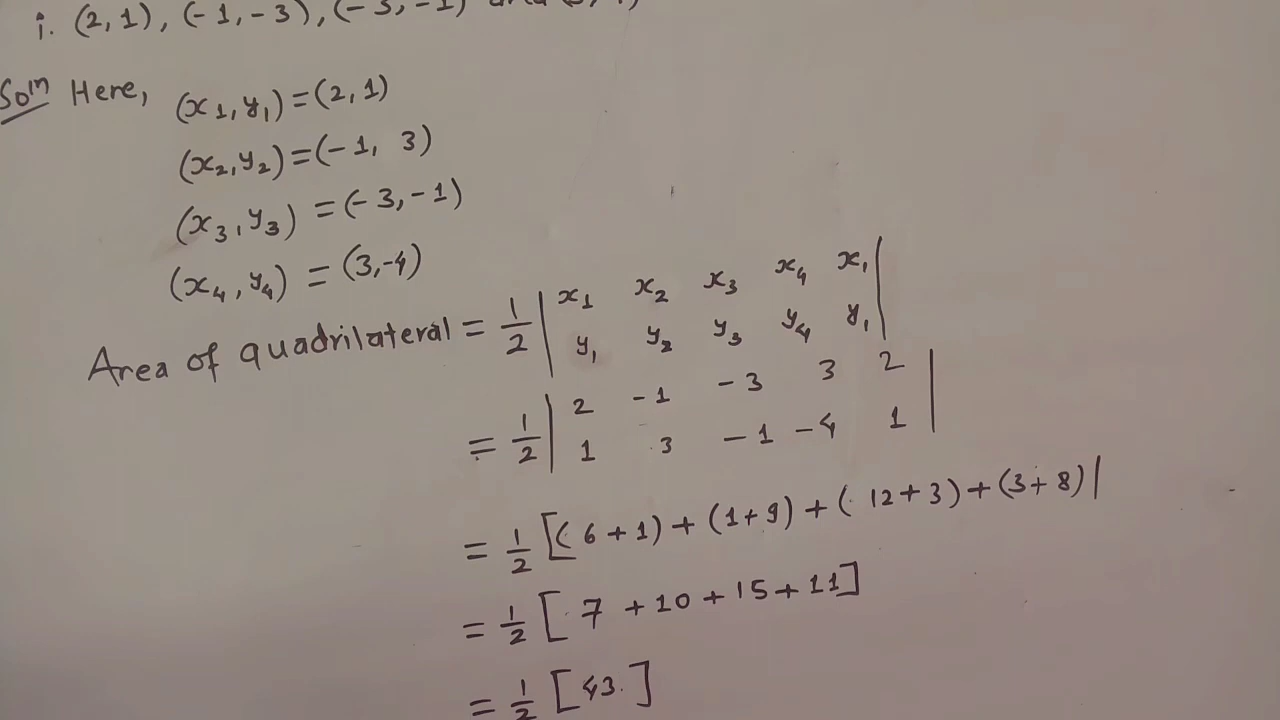 i. (2, 1), (-1, -3), (-3, -1)
Soln Here, (x1, y1) = (2, 1)
(x2, y2) = (-1, 3)
(x3, y3) = (-3, -1)
(x4, y4) = (3, -4)
Area of quadrilateral = 1/2 | x1 x2 x3 x4 x1 |
y1 y2 y3 y4 y1
= 1/2 | 2 -1 -3 3 2 |
1 3 -1 -4 1
= 1/2 [( 6 + 1) + (1 + 9) + ( 12 + 3) + (3 + 8)|
= 1/2 [ 7 + 10 + 15 + 11]
= 1/2 [43.]